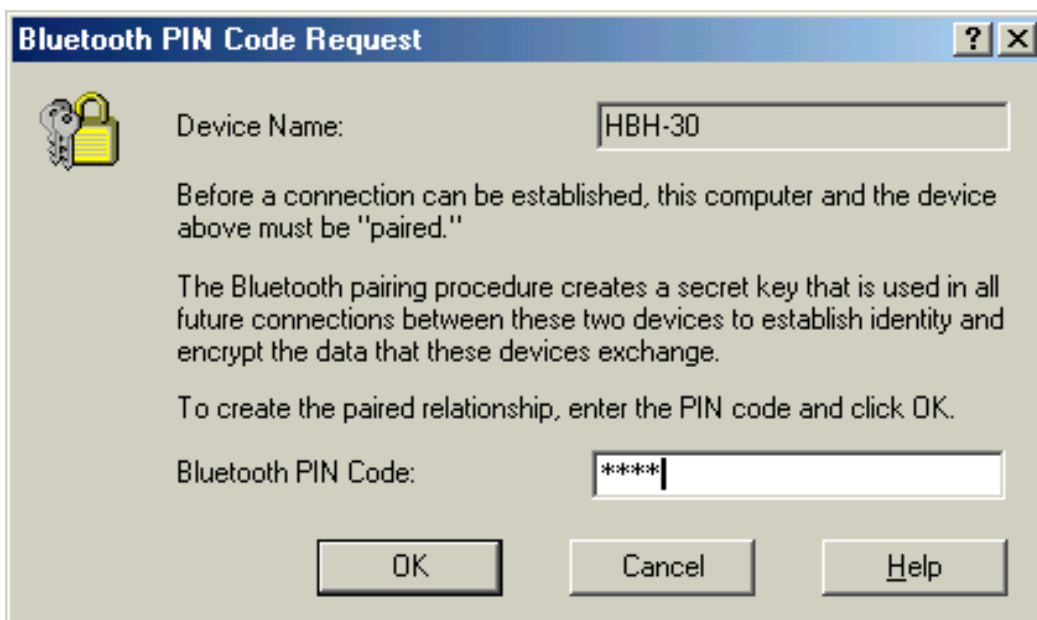 Bluetooth PIN Code Request
Device Name: HBH-30
Before a connection can be established, this computer and the device
above must be "paired."
The Bluetooth pairing procedure creates a secret key that is used in all
future connections between these two devices to establish identity and
encrypt the data that these devices exchange.
To create the paired relationship, enter the PIN code and click OK.
Bluetooth PIN Code: ****
OK Cancel Help